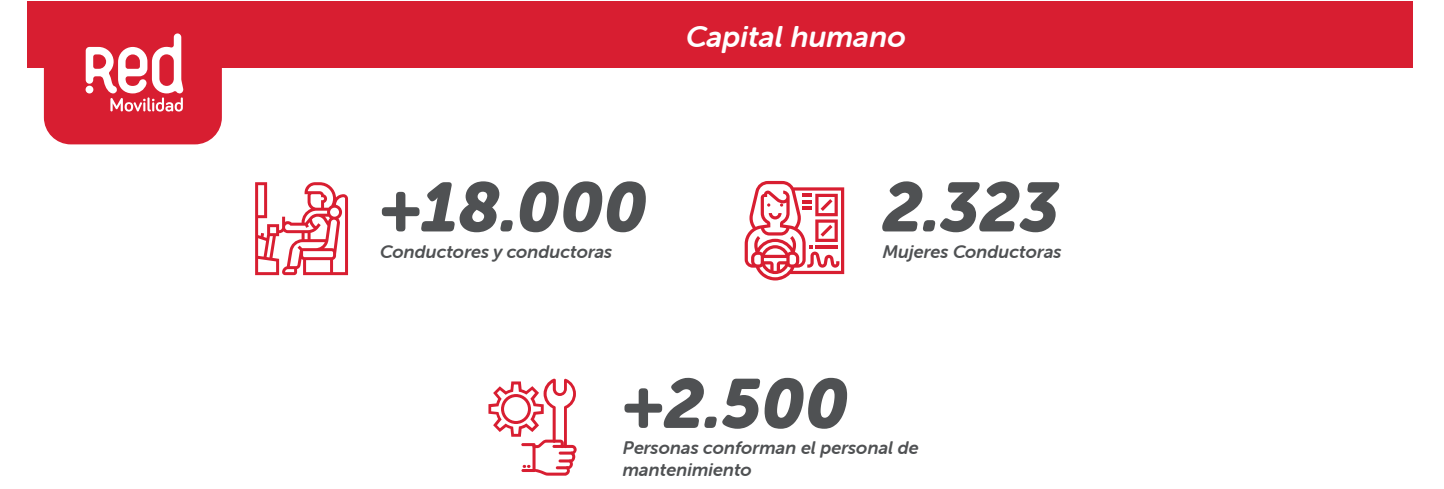 Capital humano
Red
Movilidad
+18.000
Conductores y conductoras
2.323
Mujeres Conductoras
+2.500
Personas conforman el personal de
mantenimiento